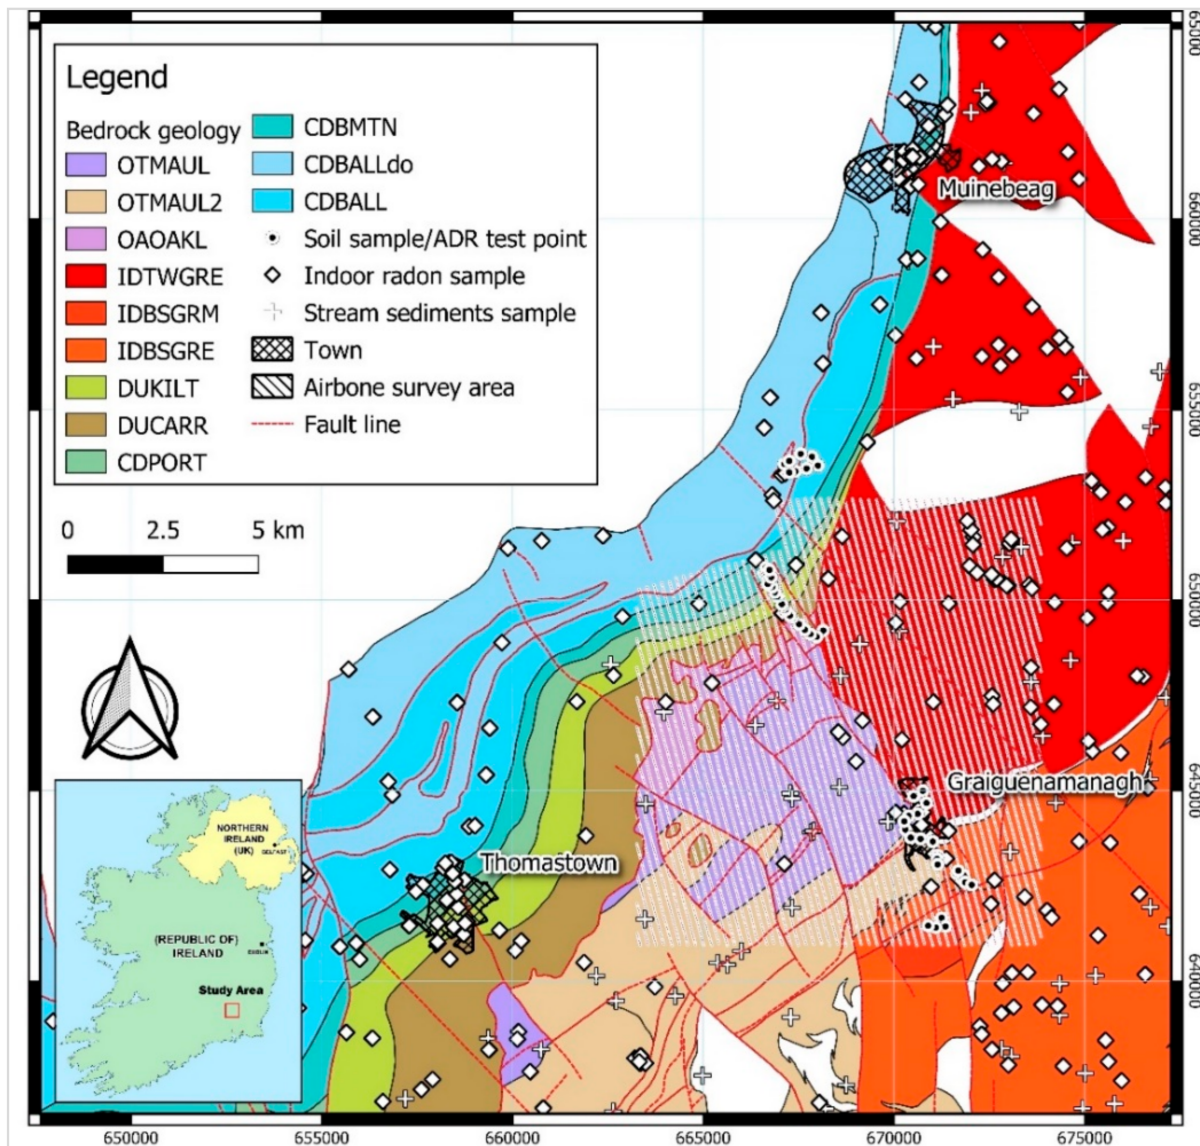 Legend
Bedrock geology
OTMAUL
OTMAUL2
OAOAKL
IDTWGRE
IDBSGRM
IDBSGRE
DUKILT
DUCARR
CDPORT
CDBMTN
CDBALLdo
CDBALL
Soil sample/ADR test point
Indoor radon sample
Stream sediments sample
Town
Airbone survey area
Fault line
0 2.5 5 km
Muinebeag
Graiguenamanagh
Thomastown
NORTHERN
IRELAND
(UK)
BELFAST
(REPUBLIC OF)
IRELAND
DUBLIN
Study Area
650000 655000 660000 665000 670000 675000
660000
655000
650000
645000
640000